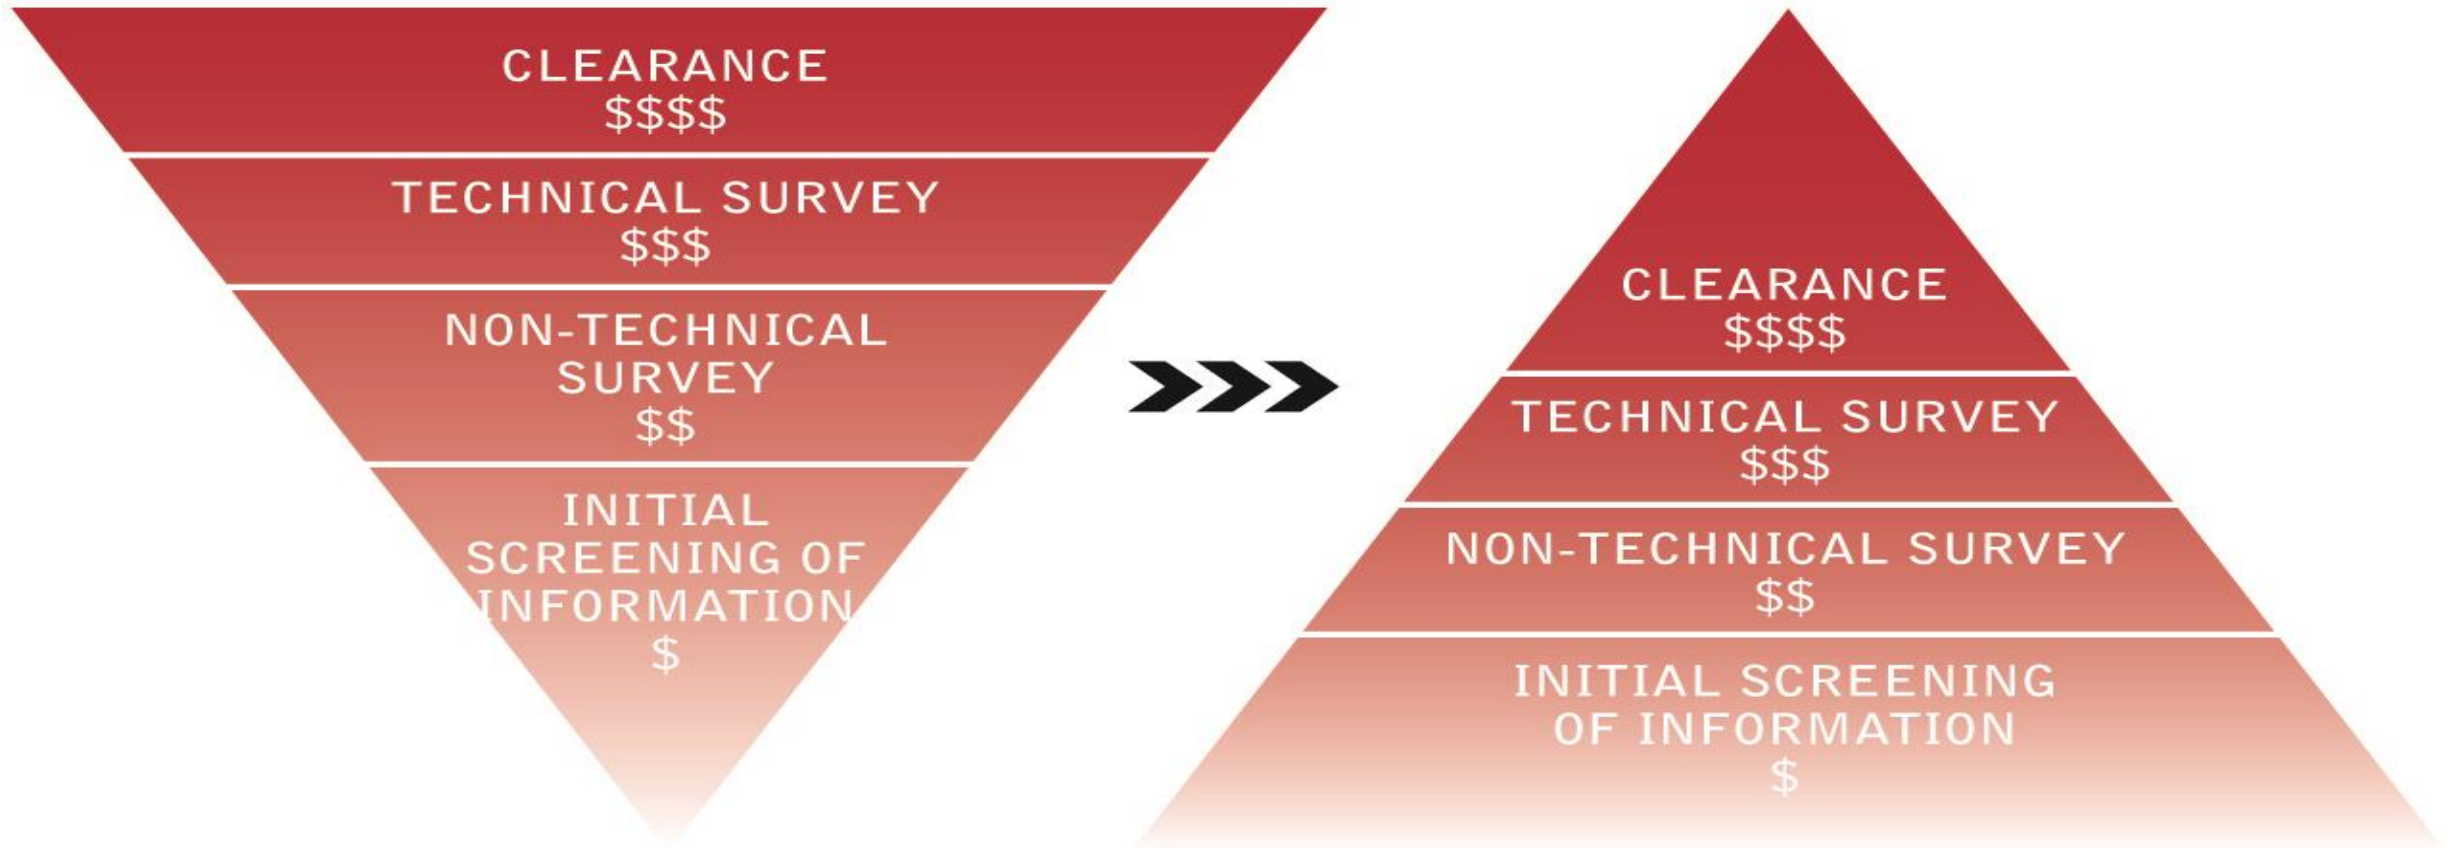 CLEARANCE
$$$$
TECHNICAL SURVEY
$$$
NON-TECHNICAL
SURVEY
$$
INITIAL
SCREENING OF
INFORMATION
$
CLEARANCE
$$$$
TECHNICAL SURVEY
$$$
NON-TECHNICAL SURVEY
$$
INITIAL SCREENING
OF INFORMATION
$